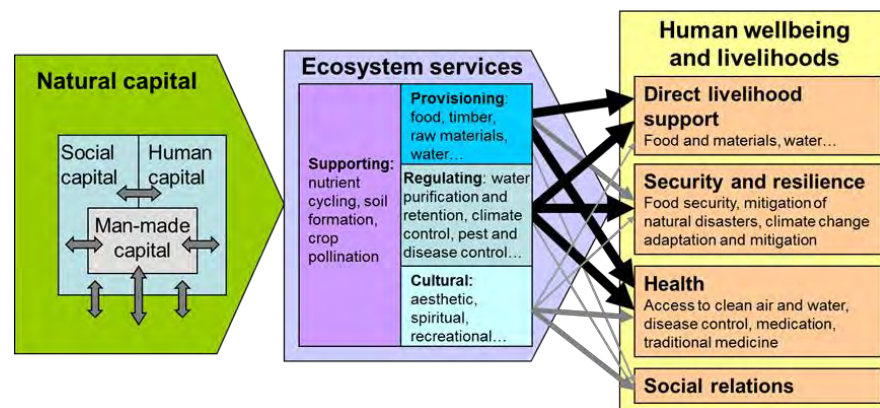 Natural capital
Social
capital
Human
capital
Man-made
capital
Ecosystem services
Supporting:
nutrient
cycling, soil
formation,
crop
pollination
Provisioning:
food, timber,
raw materials,
water…
Regulating: water
purification and
retention, climate
control, pest and
disease control…
Cultural:
aesthetic,
spiritual,
recreational…
Human wellbeing
and livelihoods
Direct livelihood
support
Food and materials, water…
Security and resilience
Food security, mitigation of
natural disasters, climate change
adaptation and mitigation
Health
Access to clean air and water,
disease control, medication,
traditional medicine
Social relations